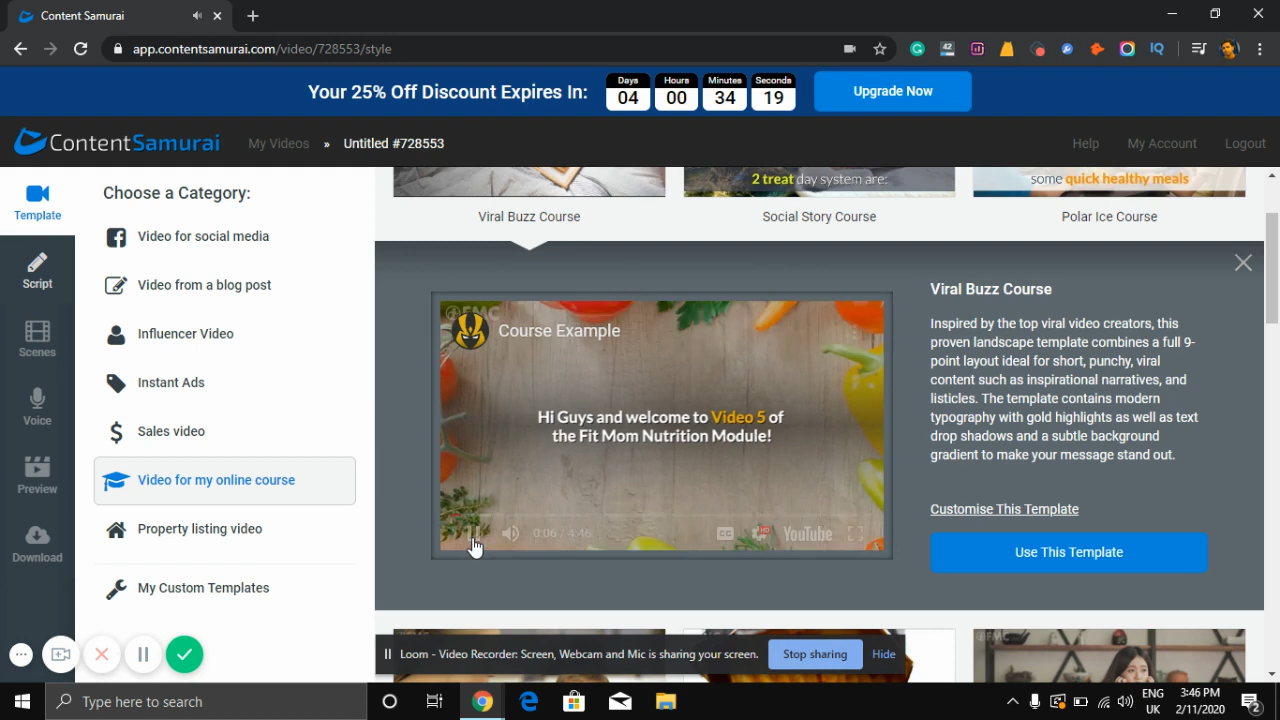 Content Samurai
app.contentsamurai.com/video/728553/style
42
IQ
Your 25% Off Discount Expires In:
Days
04
Hours
00
Minutes
34
Seconds
19
Upgrade Now
ContentSamurai
My Videos » Untitled #728553
Help
My Account
Logout
Template
Script
Scenes
Voice
Preview
Download
Choose a Category:
Video for social media
Video from a blog post
Influencer Video
Instant Ads
Sales video
Video for my online course
Property listing video
My Custom Templates
2 treat day system are:
some quick healthy meals
Viral Buzz Course
Social Story Course
Polar Ice Course
FMC
Course Example
Hi Guys and welcome to Video 5 of
the Fit Mom Nutrition Module!
0:06 / 4:46
CC
HD
YouTube
Viral Buzz Course
Inspired by the top viral video creators, this
proven landscape template combines a full 9-
point layout ideal for short, punchy, viral
content such as inspirational narratives, and
listicles. The template contains modern
typography with gold highlights as well as text
drop shadows and a subtle background
gradient to make your message stand out.
Customise This Template
Use This Template
FMC
FMC
Loom - Video Recorder: Screen, Webcam and Mic is sharing your screen.
Stop sharing
Hide
Type here to search
ENG
UK
3:46 PM
2/11/2020
2